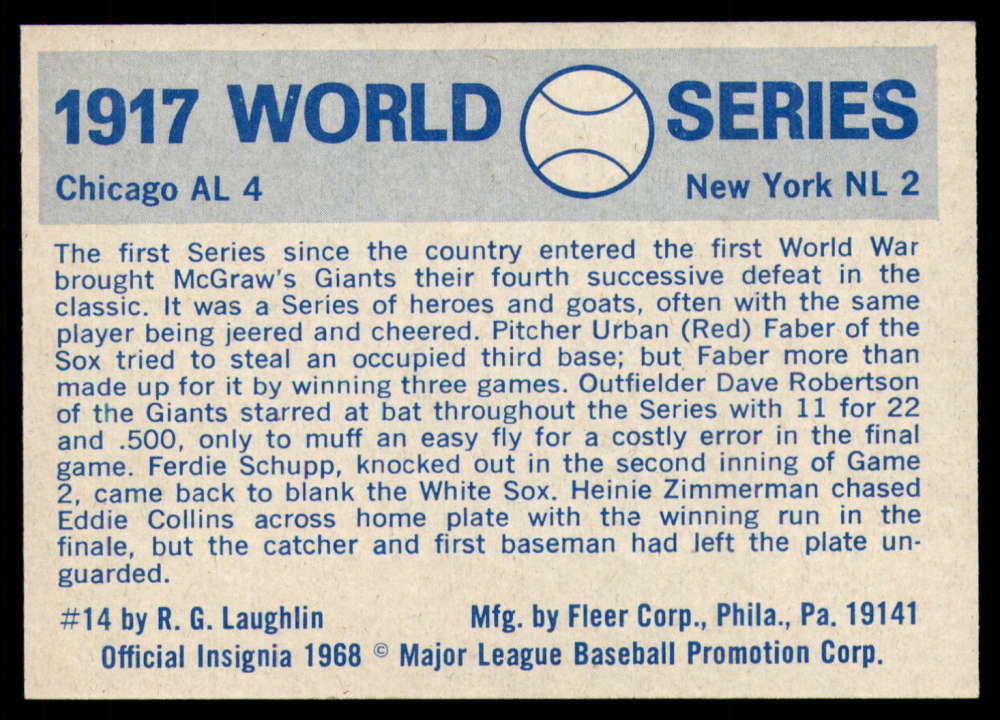 1917 WORLD SERIES
Chicago AL 4 New York NL 2
The first Series since the country entered the first World War
brought McGraw's Giants their fourth successive defeat in the
classic. It was a Series of heroes and goats, often with the same
player being jeered and cheered. Pitcher Urban (Red) Faber of the
Sox tried to steal an occupied third base; but Faber more than
made up for it by winning three games. Outfielder Dave Robertson
of the Giants starred at bat throughout the Series with 11 for 22
and .500, only to muff an easy fly for a costly error in the final
game. Ferdie Schupp, knocked out in the second inning of Game
2, came back to blank the White Sox. Heinie Zimmerman chased
Eddie Collins across home plate with the winning run in the
finale, but the catcher and first baseman had left the plate un-
guarded.
#14 by R. G. Laughlin Mfg. by Fleer Corp., Phila., Pa. 19141
Official Insignia 1968 © Major League Baseball Promotion Corp.